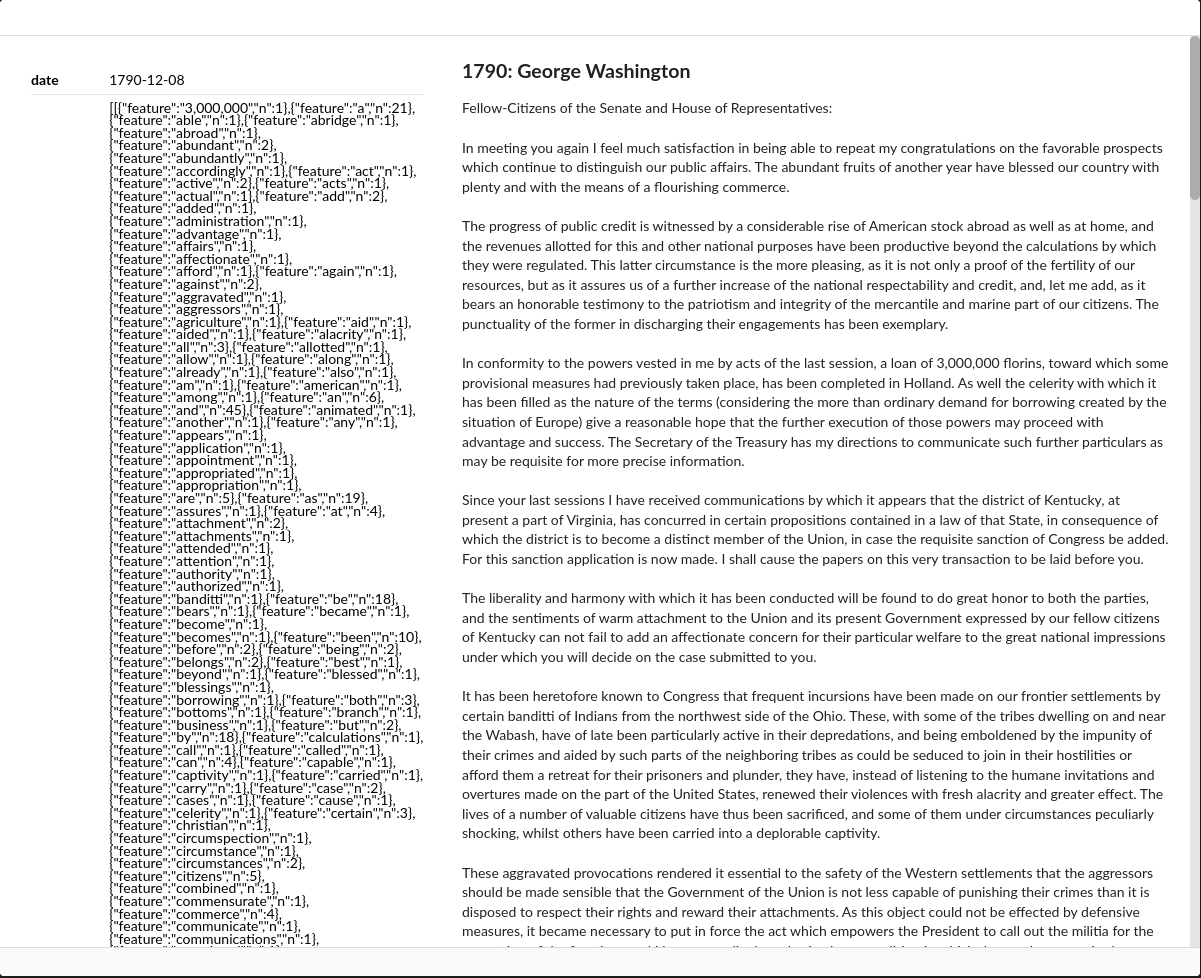 date
1790-12-08
[[{"feature":"3,000,000","n":1},{"feature":"a","n":21},
{"feature":"able","n":1},{"feature":"abridge","n":1},
{"feature":"abroad","n":1},
{"feature":"abundant","n":2},
{"feature":"abundantly","n":1},
{"feature":"accordingly","n":1},{"feature":"act","n":1},
{"feature":"active","n":2},{"feature":"acts","n":1},
{"feature":"actual","n":1},{"feature":"add","n":2},
{"feature":"added","n":1},
{"feature":"administration","n":1},
{"feature":"advantage","n":1},
{"feature":"affairs","n":1},
{"feature":"affectionate","n":1},
{"feature":"afford","n":1},{"feature":"again","n":1},
{"feature":"against","n":2},
{"feature":"aggravated","n":1},
{"feature":"aggressors","n":1},
{"feature":"agriculture","n":1},{"feature":"aid","n":1},
{"feature":"aided","n":1},{"feature":"alacrity","n":1},
{"feature":"all","n":3},{"feature":"allotted","n":1},
{"feature":"allow","n":1},{"feature":"along","n":1},
{"feature":"already","n":1},{"feature":"also","n":1},
{"feature":"am","n":1},{"feature":"american","n":1},
{"feature":"among","n":1},{"feature":"an","n":6},
{"feature":"and","n":45},{"feature":"animated","n":1},
{"feature":"another","n":1},{"feature":"any","n":1},
{"feature":"appears","n":1},
{"feature":"application","n":1},
{"feature":"appointment","n":1},
{"feature":"appropriated","n":1},
{"feature":"appropriation","n":1},
{"feature":"are","n":5},{"feature":"as","n":19},
{"feature":"assures","n":1},{"feature":"at","n":4},
{"feature":"attachment","n":2},
{"feature":"attachments","n":1},
{"feature":"attended","n":1},
{"feature":"attention","n":1},
{"feature":"authority","n":1},
{"feature":"authorized","n":1},
{"feature":"banditti","n":1},{"feature":"be","n":18},
{"feature":"bears","n":1},{"feature":"became","n":1},
{"feature":"become","n":1},
{"feature":"becomes","n":1},{"feature":"been","n":10},
{"feature":"before","n":2},{"feature":"being","n":2},
{"feature":"belongs","n":2},{"feature":"best","n":1},
{"feature":"beyond","n":1},{"feature":"blessed","n":1},
{"feature":"blessings","n":1},
{"feature":"borrowing","n":1},{"feature":"both","n":3},
{"feature":"bottoms","n":1},{"feature":"branch","n":1},
{"feature":"business","n":1},{"feature":"but","n":2},
{"feature":"by","n":18},{"feature":"calculations","n":1},
{"feature":"call","n":1},{"feature":"called","n":1},
{"feature":"can","n":4},{"feature":"capable","n":1},
{"feature":"captivity","n":1},{"feature":"carried","n":1},
{"feature":"carry","n":1},{"feature":"case","n":2},
{"feature":"cases","n":1},{"feature":"cause","n":1},
{"feature":"celerity","n":1},{"feature":"certain","n":3},
{"feature":"christian","n":1},
{"feature":"circumspection","n":1},
{"feature":"circumstance","n":1},
{"feature":"circumstances","n":2},
{"feature":"citizens","n":5},
{"feature":"combined","n":1},
{"feature":"commensurate","n":1},
{"feature":"commerce","n":4},
{"feature":"communicate","n":1},
{"feature":"communications","n":1},
1790: George Washington
Fellow-Citizens of the Senate and House of Representatives:
In meeting you again I feel much satisfaction in being able to repeat my congratulations on the favorable prospects
which continue to distinguish our public affairs. The abundant fruits of another year have blessed our country with
plenty and with the means of a flourishing commerce.
The progress of public credit is witnessed by a considerable rise of American stock abroad as well as at home, and
the revenues allotted for this and other national purposes have been productive beyond the calculations by which
they were regulated. This latter circumstance is the more pleasing, as it is not only a proof of the fertility of our
resources, but as it assures us of a further increase of the national respectability and credit, and, let me add, as it
bears an honorable testimony to the patriotism and integrity of the mercantile and marine part of our citizens. The
punctuality of the former in discharging their engagements has been exemplary.
In conformity to the powers vested in me by acts of the last session, a loan of 3,000,000 florins, toward which some
provisional measures had previously taken place, has been completed in Holland. As well the celerity with which it
has been filled as the nature of the terms (considering the more than ordinary demand for borrowing created by the
situation of Europe) give a reasonable hope that the further execution of those powers may proceed with
advantage and success. The Secretary of the Treasury has my directions to communicate such further particulars as
may be requisite for more precise information.
Since your last sessions I have received communications by which it appears that the district of Kentucky, at
present a part of Virginia, has concurred in certain propositions contained in a law of that State, in consequence of
which the district is to become a distinct member of the Union, in case the requisite sanction of Congress be added.
For this sanction application is now made. I shall cause the papers on this very transaction to be laid before you.
The liberality and harmony with which it has been conducted will be found to do great honor to both the parties,
and the sentiments of warm attachment to the Union and its present Government expressed by our fellow citizens
of Kentucky can not fail to add an affectionate concern for their particular welfare to the great national impressions
under which you will decide on the case submitted to you.
It has been heretofore known to Congress that frequent incursions have been made on our frontier settlements by
certain banditti of Indians from the northwest side of the Ohio. These, with some of the tribes dwelling on and near
the Wabash, have of late been particularly active in their depredations, and being emboldened by the impunity of
their crimes and aided by such parts of the neighboring tribes as could be seduced to join in their hostilities or
afford them a retreat for their prisoners and plunder, they have, instead of listening to the humane invitations and
overtures made on the part of the United States, renewed their violences with fresh alacrity and greater effect. The
lives of a number of valuable citizens have thus been sacrificed, and some of them under circumstances peculiarly
shocking, whilst others have been carried into a deplorable captivity.
These aggravated provocations rendered it essential to the safety of the Western settlements that the aggressors
should be made sensible that the Government of the Union is not less capable of punishing their crimes than it is
disposed to respect their rights and reward their attachments. As this object could not be effected by defensive
measures, it became necessary to put in force the act which empowers the President to call out the militia for the